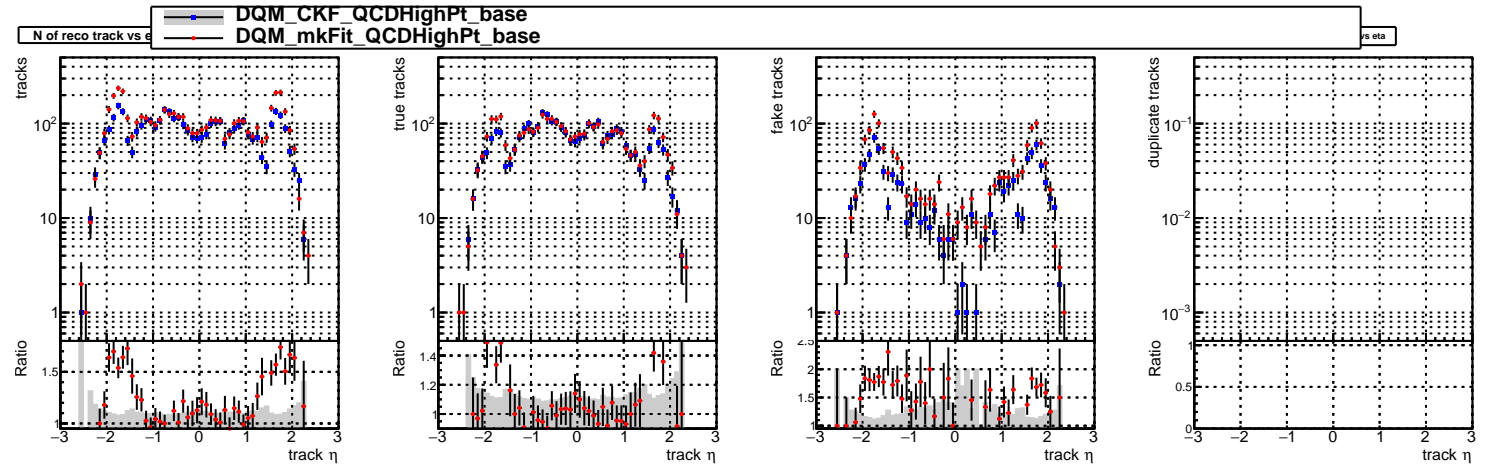 DQM_CKF_QCDHighPt_base
DQM_mkFit_QCDHighPt_base
N of reco track vs e
vs eta
tracks
10²
10
1
Ratio
1.5
1
−3 −2 −1 0 1 2 3
track η
true tracks
10²
10
1
Ratio
1.4
1.2
1
−3 −2 −1 0 1 2 3
track η
fake tracks
10²
10
1
Ratio
2.5
2
1.5
1
−3 −2 −1 0 1 2 3
track η
duplicate tracks
10⁻¹
10⁻²
10⁻³
Ratio
1
0.5
0
−3 −2 −1 0 1 2 3
track η